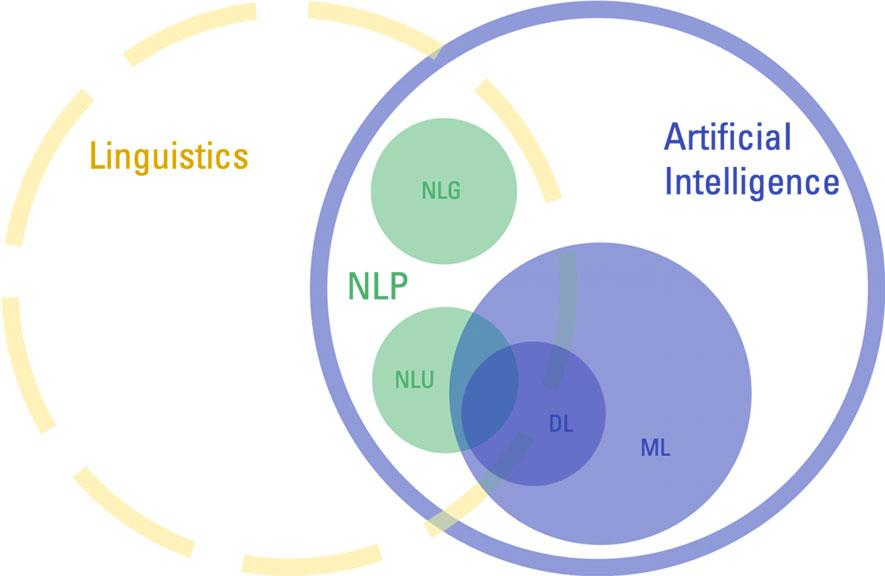 Linguistics
Artificial
Intelligence
NLG
NLP
NLU
DL
ML